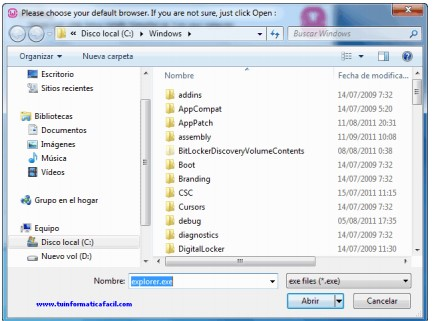 Please choose your default browser. If you are not sure, just click Open :
« Disco local (C:) ▸ Windows ▸
Buscar Windows
Organizar
Nueva carpeta
Escritorio
Sitios recientes
Bibliotecas
Documentos
Imágenes
Música
Vídeos
Grupo en el hogar
Equipo
Disco local (C:)
Nuevo vol (D:)
Nombre
Fecha de modifica...
addins 14/07/2009 7:32
AppCompat 14/07/2009 5:20
AppPatch 11/08/2011 20:31
assembly 11/09/2011 10:08
BitLockerDiscoveryVolumeContents 08/08/2011 0:38
Boot 14/07/2009 7:32
Branding 14/07/2009 7:32
CSC 15/07/2011 11:15
Cursors 14/07/2009 7:32
debug 05/08/2011 17:35
diagnostics 14/07/2009 7:32
DigitalLocker 14/07/2009 11:30
Nombre: explorer.exe
exe files (*.exe)
www.tuinformaticafacil.com
Abrir
Cancelar